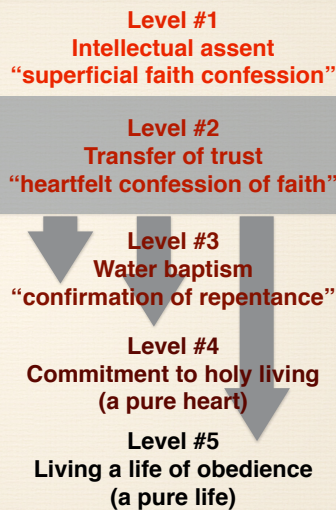 Level #1
Intellectual assent
“superficial faith confession”
Level #2
Transfer of trust
“heartfelt confession of faith”
Level #3
Water baptism
“confirmation of repentance”
Level #4
Commitment to holy living
(a pure heart)
Level #5
Living a life of obedience
(a pure life)